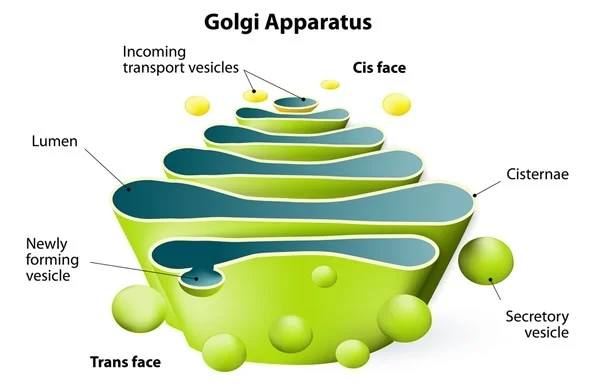 Golgi Apparatus
Incoming
transport vesicles
Cis face
Lumen
Cisternae
Newly
forming
vesicle
Secretory
vesicle
Trans face